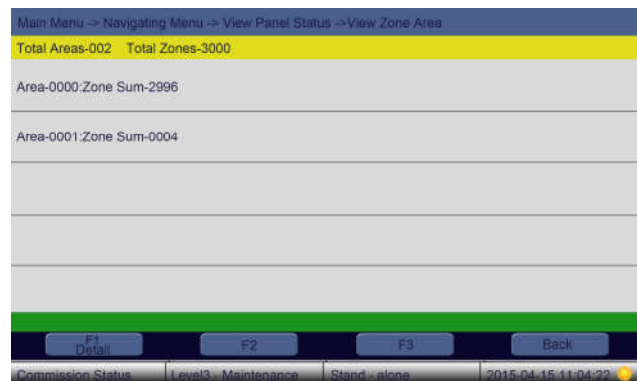 Main Menu -> Navigating Menu -> View Panel Status ->View Zone Area
Total Areas-002 Total Zones-3000
Area-0000:Zone Sum-2996
Area-0001:Zone Sum-0004
F1 F2 F3 Back
Detail
Commission Status Level3 - Maintenance Stand - alone 2015-04-15 11:04:22